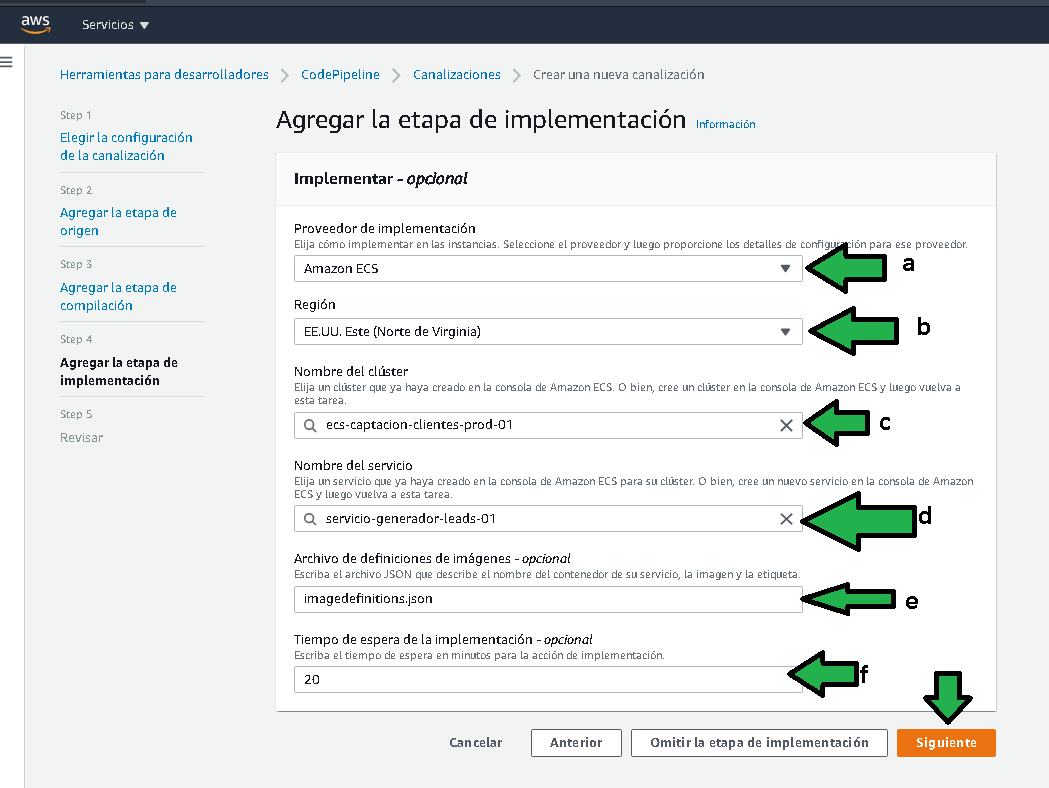 aws
Servicios
Herramientas para desarrolladores
CodePipeline
Canalizaciones
Crear una nueva canalización
Step 1
Elegir la configuración
de la canalización
Step 2
Agregar la etapa de
origen
Step 3
Agregar la etapa de
compilación
Step 4
Agregar la etapa de
implementación
Step 5
Revisar
Agregar la etapa de implementación Información
Implementar - opcional
Proveedor de implementación
Elija cómo implementar en las instancias. Seleccione el proveedor y luego proporcione los detalles de configuración para ese proveedor.
Amazon ECS
a
Región
EE.UU. Este (Norte de Virginia)
b
Nombre del clúster
Elija un clúster que ya haya creado en la consola de Amazon ECS. O bien, cree un clúster en la consola de Amazon ECS y luego vuelva a
esta tarea.
ecs-captacion-clientes-prod-01
c
Nombre del servicio
Elija un servicio que ya haya creado en la consola de Amazon ECS para su clúster. O bien, cree un nuevo servicio en la consola de Amazon
ECS y luego vuelva a esta tarea.
servicio-generador-leads-01
d
Archivo de definiciones de imágenes - opcional
Escriba el archivo JSON que describe el nombre del contenedor de su servicio, la imagen y la etiqueta.
imagedefinitions.json
e
Tiempo de espera de la implementación - opcional
Escriba el tiempo de espera en minutos para la acción de implementación.
20
f
Cancelar
Anterior
Omitir la etapa de implementación
Siguiente